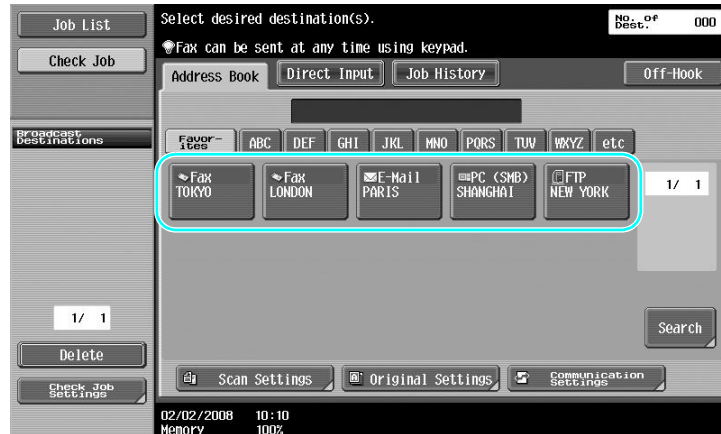 Job List
Check Job
Broadcast
Destinations
1/ 1
Delete
Check Job
Settings
Select desired destination(s).
No. of
Dest.
000
Fax can be sent at any time using keypad.
Address Book
Direct Input
Job History
Off-Hook
Favor-
ites
ABC
DEF
GHI
JKL
MNO
PQRS
TUV
WXYZ
etc
Fax
TOKYO
Fax
LONDON
E-Mail
PARIS
PC (SMB)
SHANGHAI
FTP
NEW YORK
1/ 1
Search
Scan Settings
Original Settings
Communication
Settings
02/02/2008 10:10
Memory 100%